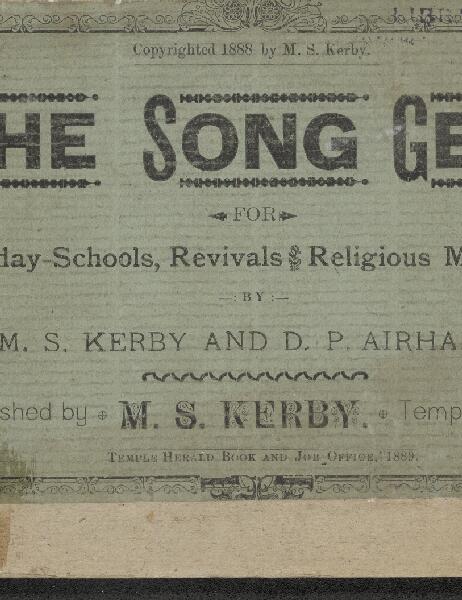 Copyrighted 1888 by M. S. Kerby.
HE SONG GE
FOR
day-Schools, Revivals & Religious M
—: BY :—
M. S. KERBY AND D. P. AIRHA
shed by M. S. KERBY. Temp
TEMPLE HERALD BOOK AND JOB OFFICE, 1889.